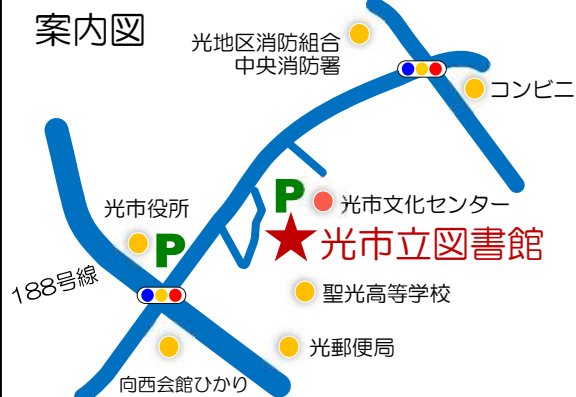 案内図
光地区消防組合
中央消防署
コンビニ
P
光市文化センター
光市役所
P
光市立図書館
188号線
聖光高等学校
光郵便局
向西会館ひかり